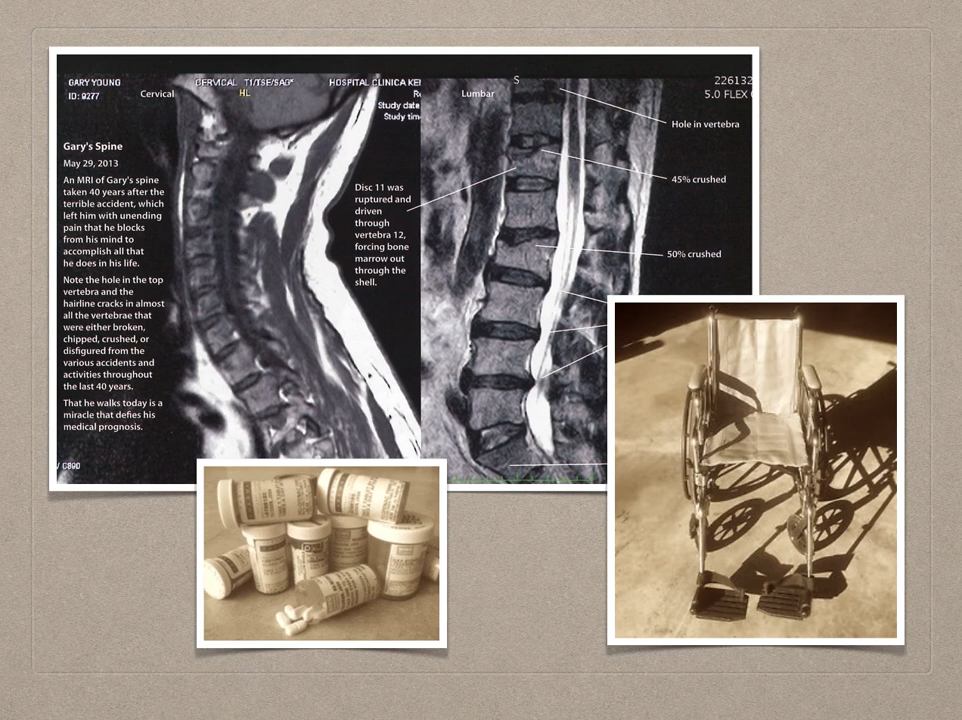 GARY YOUNG
ID: 9277
CERVICAL T1/TSE/SAG*
HL
HOSPITAL CLINICA KE
Study date
Study tim
Cervical
Gary's Spine
May 29, 2013
An MRI of Gary's spine
taken 40 years after the
terrible accident, which
left him with unending
pain that he blocks
from his mind to
accomplish all that
he does in his life.
Note the hole in the top
vertebra and the
hairline cracks in almost
all the vertebrae that
were either broken,
chipped, crushed, or
disfigured from the
various accidents and
activities throughout
the last 40 years.
That he walks today is a
miracle that defies his
medical prognosis.
Disc 11 was
ruptured and
driven
through
vertebra 12,
forcing bone
marrow out
through the
shell.
Lumbar
S
226132
5.0 FLEX
Hole in vertebra
45% crushed
50% crushed